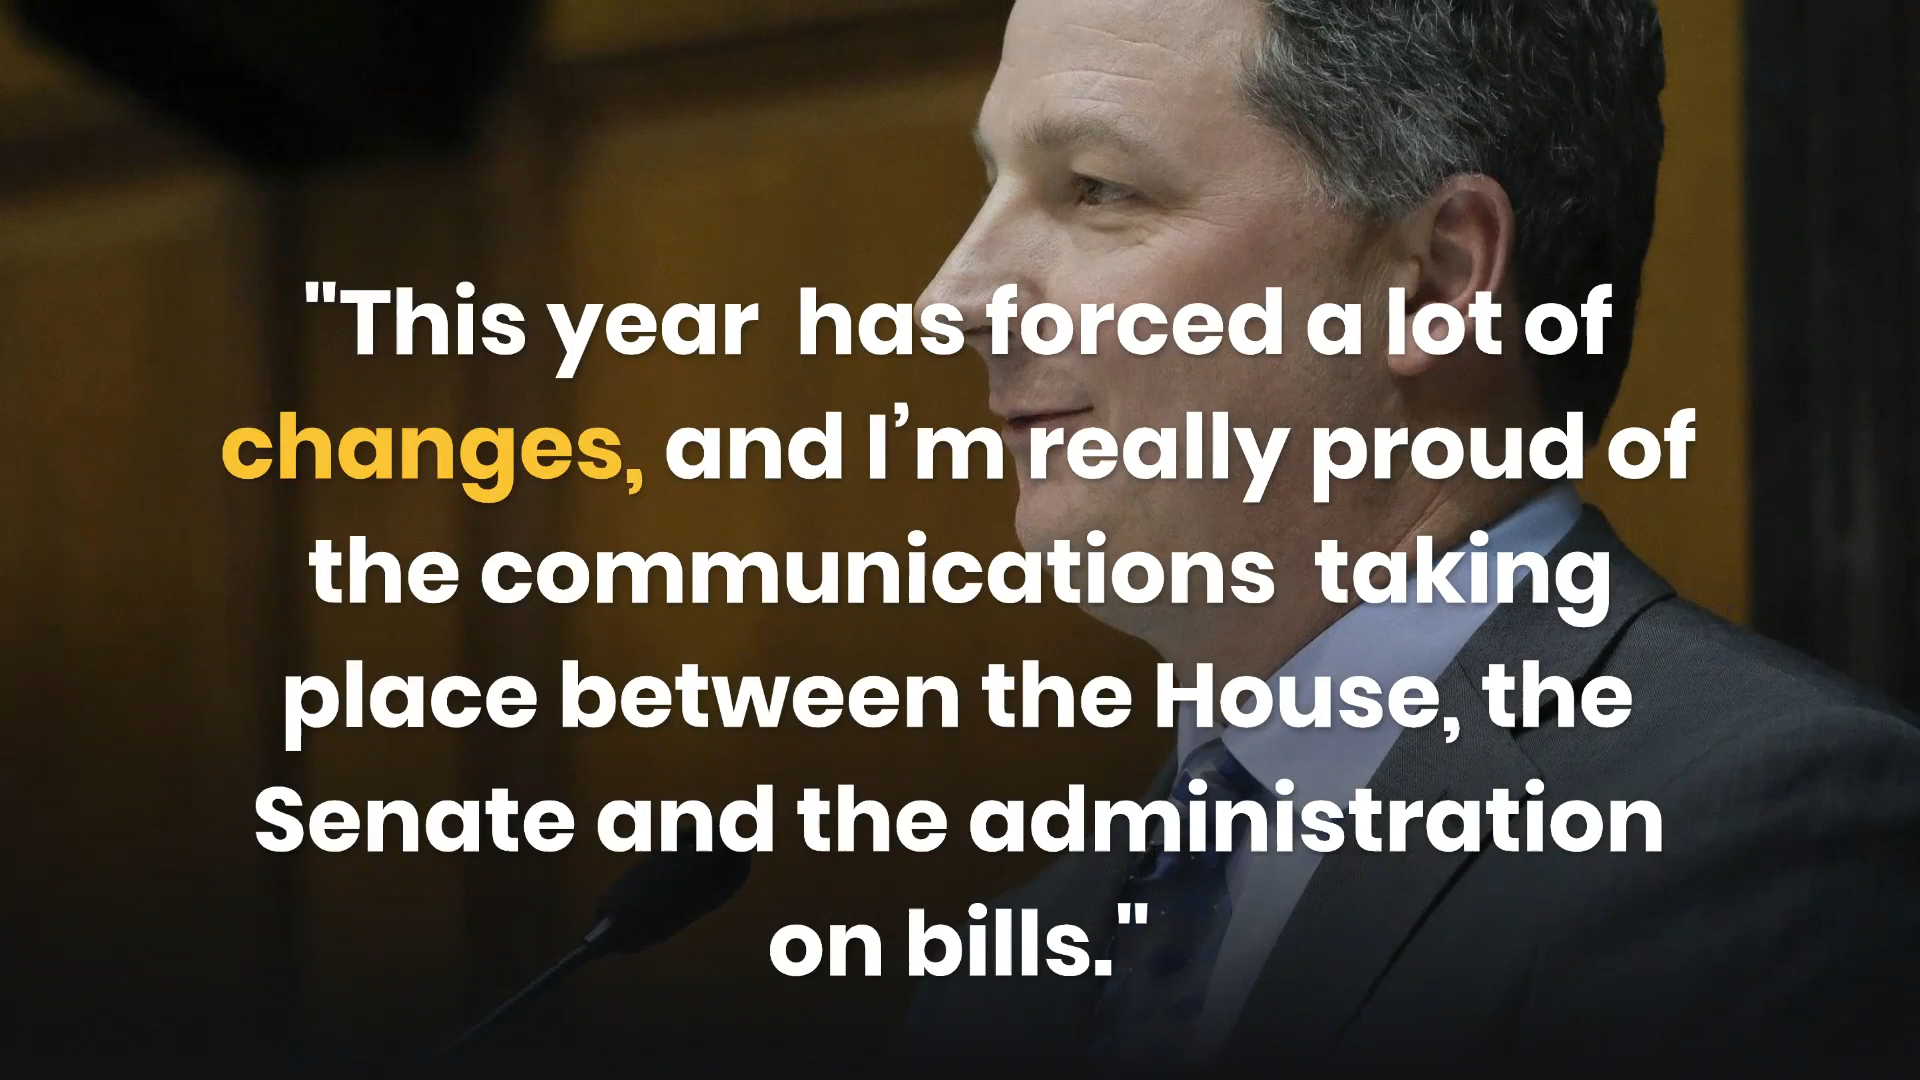 "This year  has forced a lot of
changes, and I’m really proud of
the communications  taking
place between the House, the
Senate and the administration
on bills."